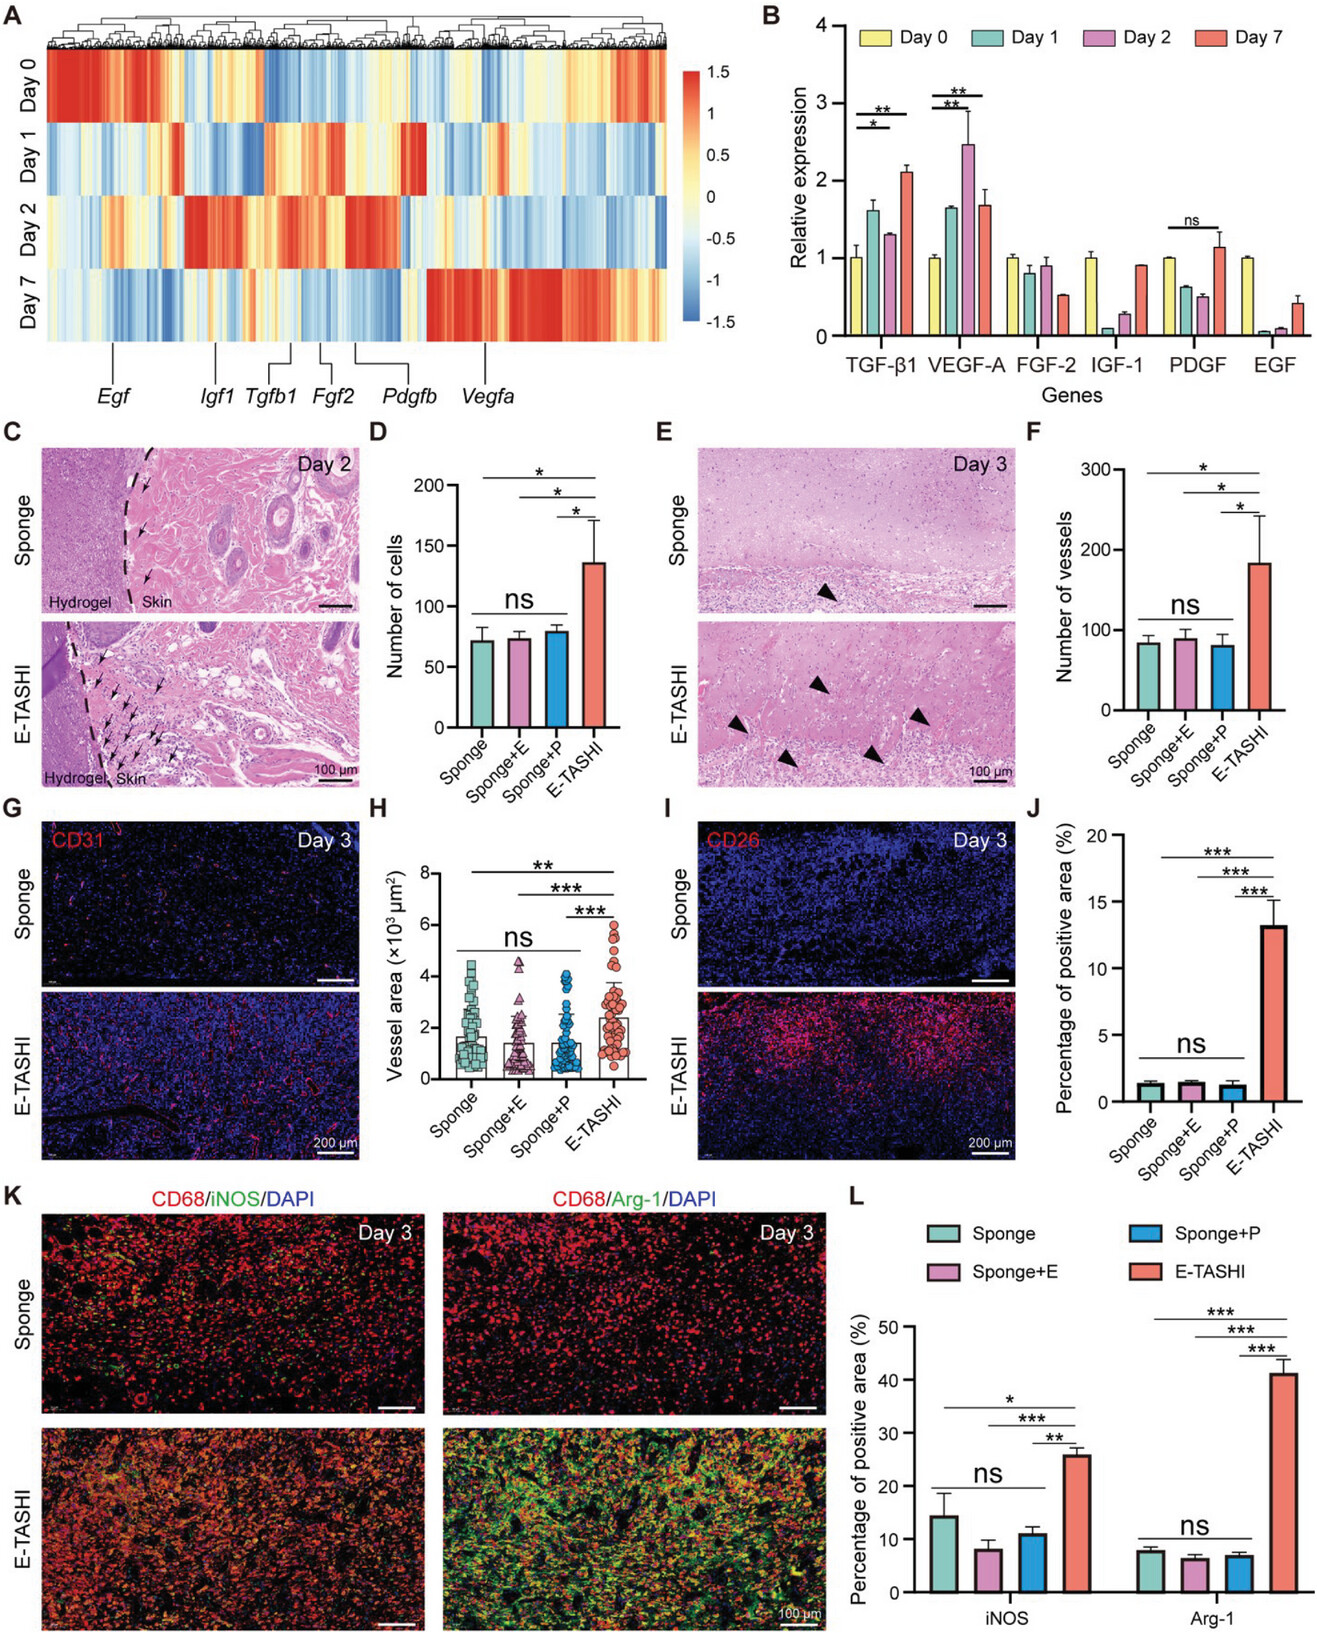 A
Day 0
Day 1
Day 2
Day 7
1.5
1
0.5
0
-0.5
-1
-1.5
Egf Igf1 Tgfb1 Fgf2 Pdgfb Vegfa
B
Day 0 Day 1 Day 2 Day 7
Relative expression
4
3
2
1
0
** * ** ** ns
TGF-β1 VEGF-A FGF-2 IGF-1 PDGF EGF
Genes
C
Sponge
Day 2
Hydrogel Skin
E-TASHI
Hydrogel Skin
100 μm
D
Number of cells
200
150
100
50
0
*
*
*
ns
Sponge Sponge+E Sponge+P E-TASHI
E
Sponge
Day 3
E-TASHI
100 μm
F
Number of vessels
300
200
100
0
*
*
*
ns
Sponge Sponge+E Sponge+P E-TASHI
G
Sponge
CD31 Day 3
E-TASHI
200 μm
H
Vessel area (×10³ μm²)
8
6
4
2
0
**
***
***
ns
Sponge Sponge+E Sponge+P E-TASHI
I
Sponge
CD26 Day 3
E-TASHI
200 μm
J
Percentage of positive area (%)
20
15
10
5
0
***
***
***
ns
Sponge Sponge+E Sponge+P E-TASHI
K
CD68/iNOS/DAPI CD68/Arg-1/DAPI
Sponge
Day 3 Day 3
E-TASHI
100 μm
L
Sponge Sponge+P
Sponge+E E-TASHI
Percentage of positive area (%)
50
40
30
20
10
0
*
***
**
ns
***
***
***
ns
iNOS Arg-1